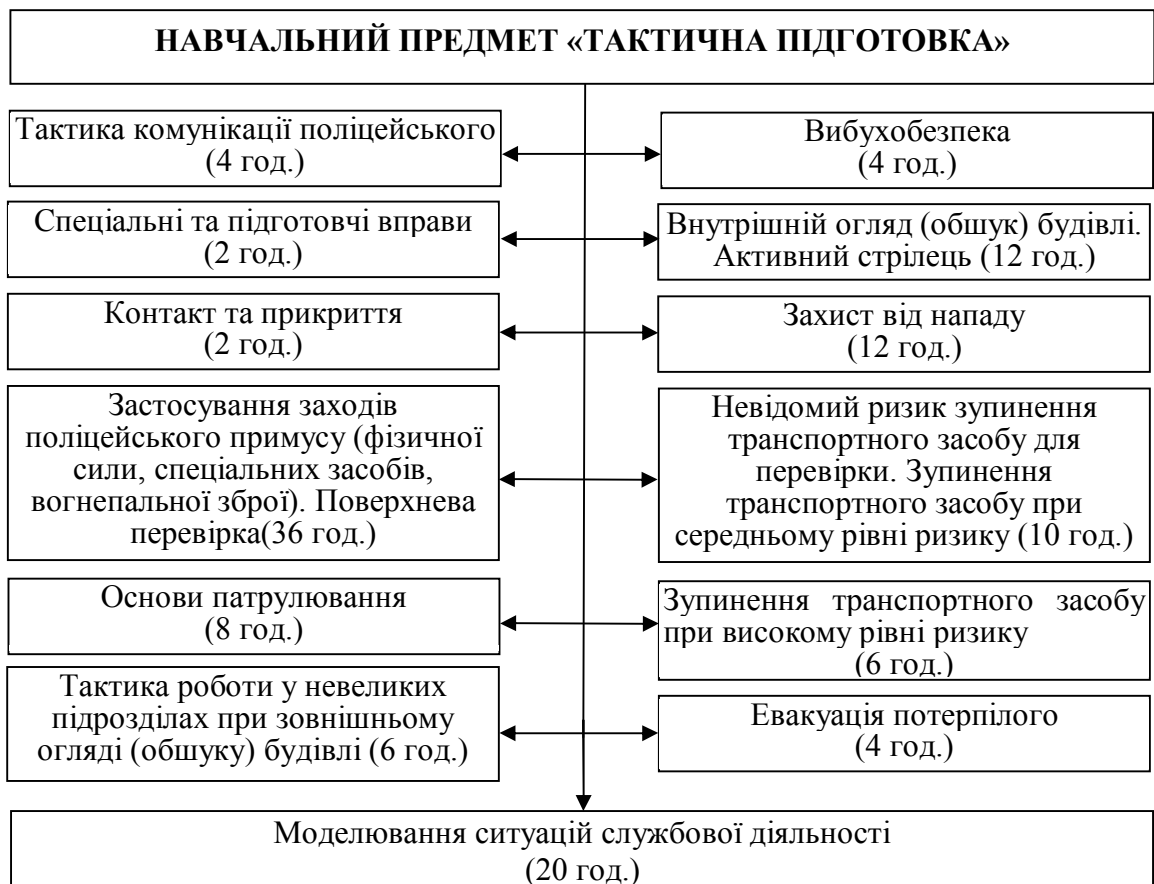 НАВЧАЛЬНИЙ ПРЕДМЕТ «ТАКТИЧНА ПІДГОТОВКА»
Тактика комунікації поліцейського
(4 год.)
Вибухобезпека
(4 год.)
Спеціальні та підготовчі вправи
(2 год.)
Внутрішній огляд (обшук) будівлі.
Активний стрілець (12 год.)
Контакт та прикриття
(2 год.)
Захист від нападу
(12 год.)
Застосування заходів
поліцейського примусу (фізичної
сили, спеціальних засобів,
вогнепальної зброї). Поверхнева
перевірка(36 год.)
Невідомий ризик зупинення
транспортного засобу для
перевірки. Зупинення
транспортного засобу при
середньому рівні ризику (10 год.)
Основи патрулювання
(8 год.)
Зупинення транспортного засобу
при високому рівні ризику
(6 год.)
Тактика роботи у невеликих
підрозділах при зовнішньому
огляді (обшуку) будівлі (6 год.)
Евакуація потерпілого
(4 год.)
Моделювання ситуацій службової діяльності
(20 год.)